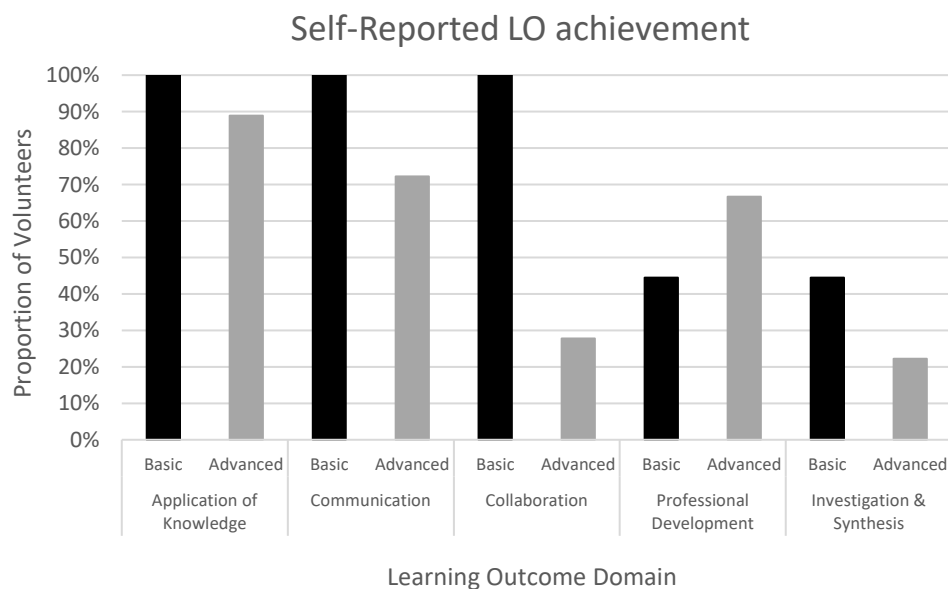 Self-Reported LO achievement
Proportion of Volunteers
100%
90%
80%
70%
60%
50%
40%
30%
20%
10%
0%
Basic Advanced Basic Advanced Basic Advanced Basic Advanced Basic Advanced
Application of Knowledge
Communication
Collaboration
Professional Development
Investigation & Synthesis
Learning Outcome Domain